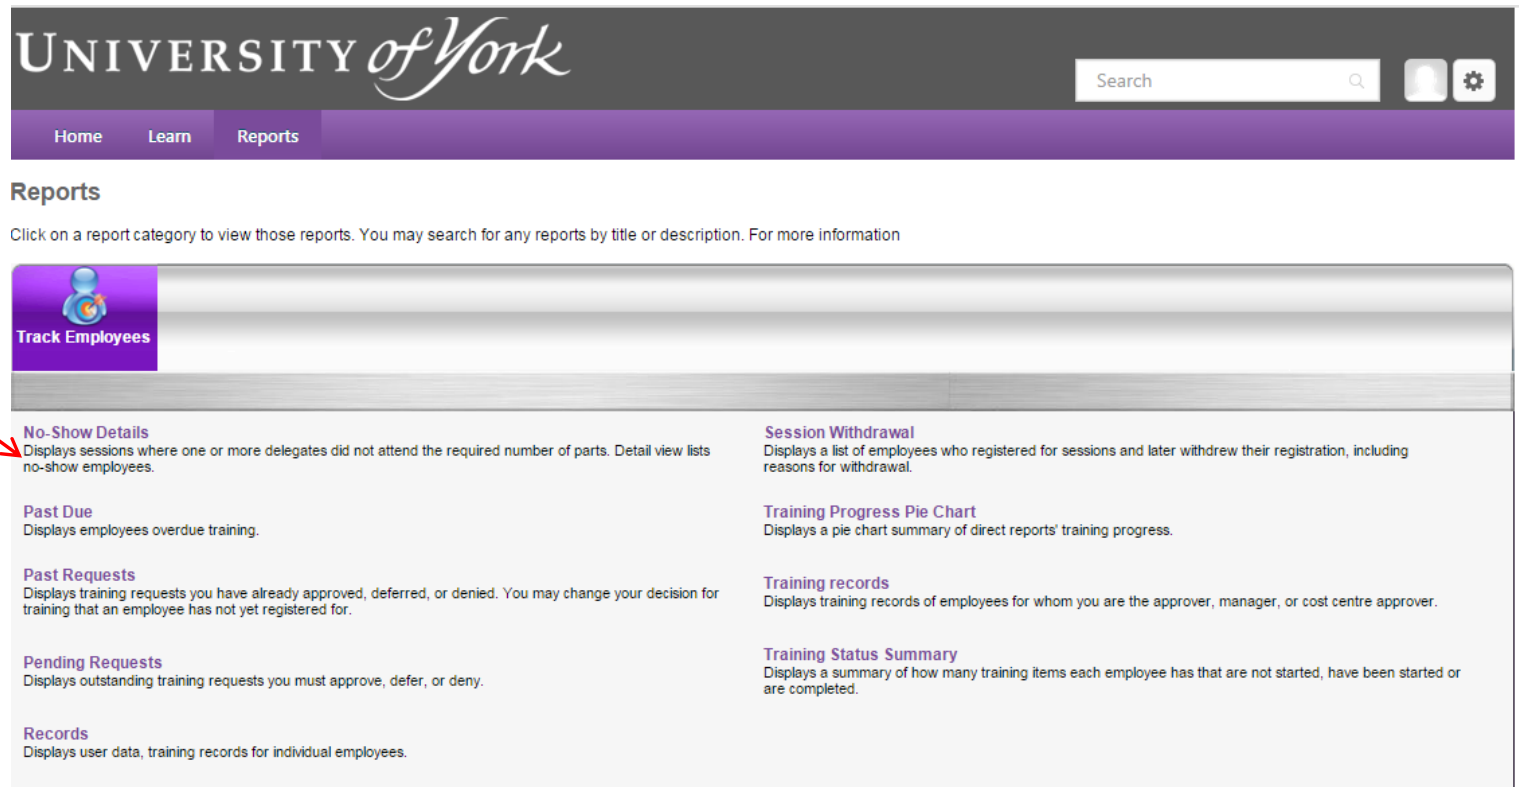 UNIVERSITY of York
Search
Home Learn Reports
Reports
Click on a report category to view those reports. You may search for any reports by title or description. For more information
Track Employees
No-Show Details
Displays sessions where one or more delegates did not attend the required number of parts. Detail view lists
no-show employees.
Past Due
Displays employees overdue training.
Past Requests
Displays training requests you have already approved, deferred, or denied. You may change your decision for
training that an employee has not yet registered for.
Pending Requests
Displays outstanding training requests you must approve, defer, or deny.
Records
Displays user data, training records for individual employees.
Session Withdrawal
Displays a list of employees who registered for sessions and later withdrew their registration, including
reasons for withdrawal.
Training Progress Pie Chart
Displays a pie chart summary of direct reports' training progress.
Training records
Displays training records of employees for whom you are the approver, manager, or cost centre approver.
Training Status Summary
Displays a summary of how many training items each employee has that are not started, have been started or
are completed.